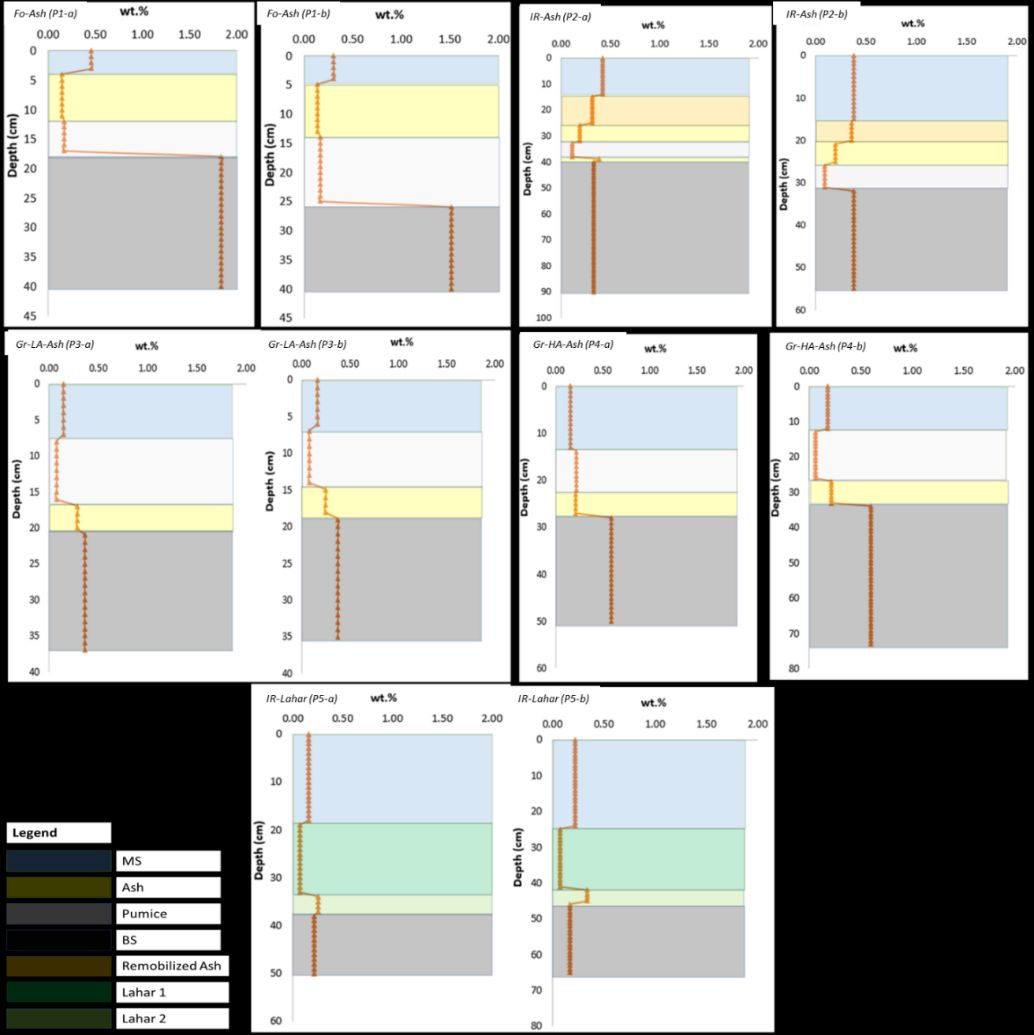 Fo-Ash (P1-a)
wt.%
0.00 0.50 1.00 1.50 2.00
Depth (cm)
0
5
10
15
20
25
30
35
40
45
Fo-Ash (P1-b)
wt.%
0.00 0.50 1.00 1.50 2.00
Depth (cm)
0
5
10
15
20
25
30
35
40
45
IR-Ash (P2-a)
wt.%
0.00 0.50 1.00 1.50 2.00
Depth (cm)
0
10
20
30
40
50
60
70
80
90
100
IR-Ash (P2-b)
wt.%
0.00 0.50 1.00 1.50 2.00
Depth (cm)
0
10
20
30
40
50
60
Gr-LA-Ash (P3-a)
wt.%
0.00 0.50 1.00 1.50 2.00
Depth (cm)
0
5
10
15
20
25
30
35
40
Gr-LA-Ash (P3-b)
wt.%
0.00 0.50 1.00 1.50 2.00
Depth (cm)
0
5
10
15
20
25
30
35
40
Gr-HA-Ash (P4-a)
wt.%
0.00 0.50 1.00 1.50 2.00
Depth (cm)
0
10
20
30
40
50
60
Gr-HA-Ash (P4-b)
wt.%
0.00 0.50 1.00 1.50 2.00
Depth (cm)
0
10
20
30
40
50
60
70
80
IR-Lahar (P5-a)
wt.%
0.00 0.50 1.00 1.50 2.00
Depth (cm)
0
10
20
30
40
50
60
IR-Lahar (P5-b)
wt.%
0.00 0.50 1.00 1.50 2.00
Depth (cm)
0
10
20
30
40
50
60
70
80
Legend
MS
Ash
Pumice
BS
Remobilized Ash
Lahar 1
Lahar 2